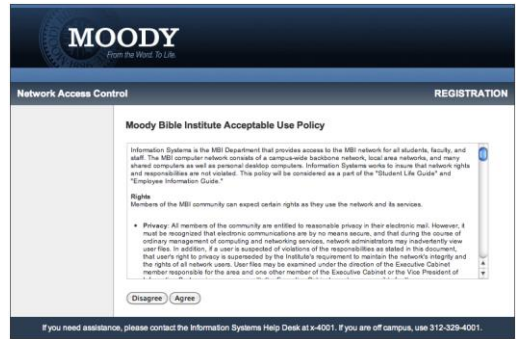 MOODY
From the Word. To Life.
Network Access Control
REGISTRATION
Moody Bible Institute Acceptable Use Policy
Information Systems is the MBI Department that provides access to the MBI network for all students, faculty, and
staff. The MBI computer network consists of a campus-wide backbone network, local area networks, and many
shared computers as well as personal desktop computers. Information Systems works to insure that network rights
and responsibilities are not violated. This policy will be considered as a part of the "Student Life Guide" and
"Employee Information Guide."
Rights
Members of the MBI community can expect certain rights as they use the network and its services.
• Privacy: All members of the community are entitled to reasonable privacy in their electronic mail. However, it
must be recognized that electronic communications are by no means secure, and that during the course of
ordinary management of computing and networking services, network administrators may inadvertently view
user files. In addition, if a user is suspected of violations of the responsibilities as stated in this document,
that user's right to privacy is superseded by the Institute's requirement to maintain the network's integrity and
the rights of all network users. User files may be examined under the direction of the Executive Cabinet
member responsible for the area and one other member of the Executive Cabinet or the Vice President of
Disagree Agree
If you need assistance, please contact the Information Systems Help Desk at x-4001. If you are off campus, use 312-329-4001.